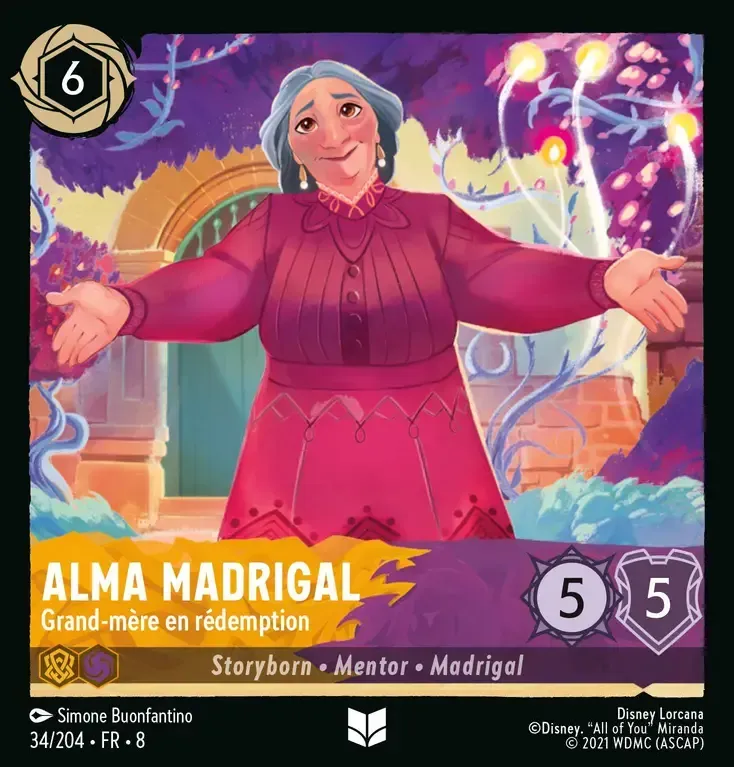 6
ALMA MADRIGAL
Grand-mère en rédemption
5
5
Storyborn • Mentor • Madrigal
Simone Buonfantino
34/204 • FR • 8
Disney Lorcana
©Disney. “All of You” Miranda
© 2021 WDMC (ASCAP)